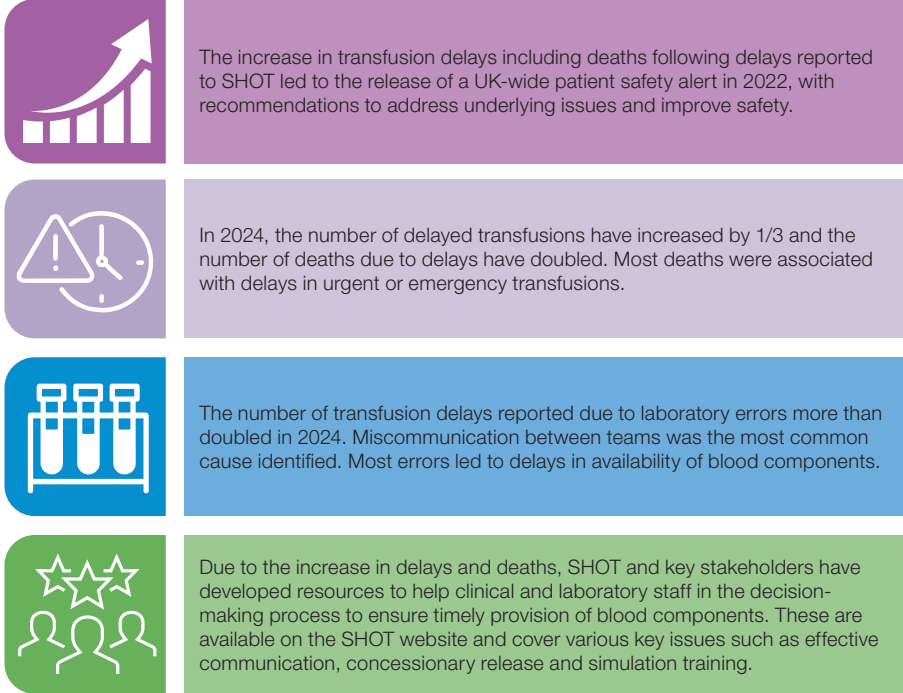 The increase in transfusion delays including deaths following delays reported
to SHOT led to the release of a UK-wide patient safety alert in 2022, with
recommendations to address underlying issues and improve safety.
In 2024, the number of delayed transfusions have increased by 1/3 and the
number of deaths due to delays have doubled. Most deaths were associated
with delays in urgent or emergency transfusions.
The number of transfusion delays reported due to laboratory errors more than
doubled in 2024. Miscommunication between teams was the most common
cause identified. Most errors led to delays in availability of blood components.
Due to the increase in delays and deaths, SHOT and key stakeholders have
developed resources to help clinical and laboratory staff in the decision-
making process to ensure timely provision of blood components. These are
available on the SHOT website and cover various key issues such as effective
communication, concessionary release and simulation training.